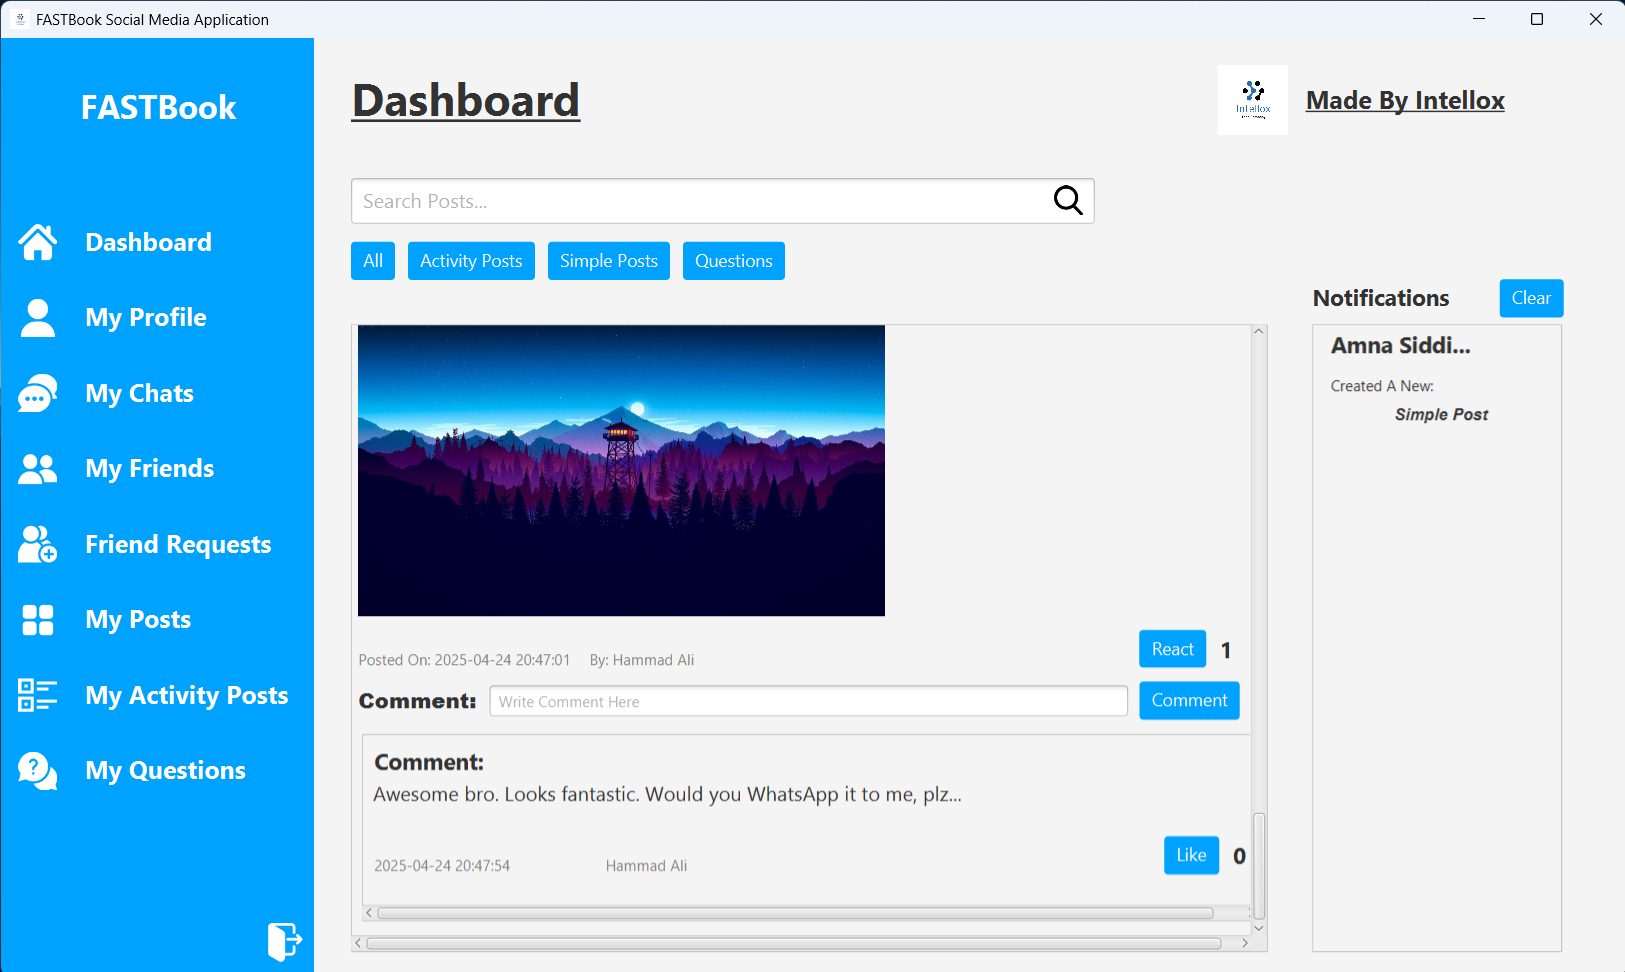 FASTBook Social Media Application
FASTBook
Dashboard
My Profile
My Chats
My Friends
Friend Requests
My Posts
My Activity Posts
My Questions
Dashboard
Intellox
Made By Intellox
Search Posts...
All
Activity Posts
Simple Posts
Questions
Posted On: 2025-04-24 20:47:01
By: Hammad Ali
React
1
Comment:
Write Comment Here
Comment
Comment:
Awesome bro. Looks fantastic. Would you WhatsApp it to me, plz...
2025-04-24 20:47:54
Hammad Ali
Like
0
Notifications
Clear
Amna Siddi...
Created A New:
Simple Post